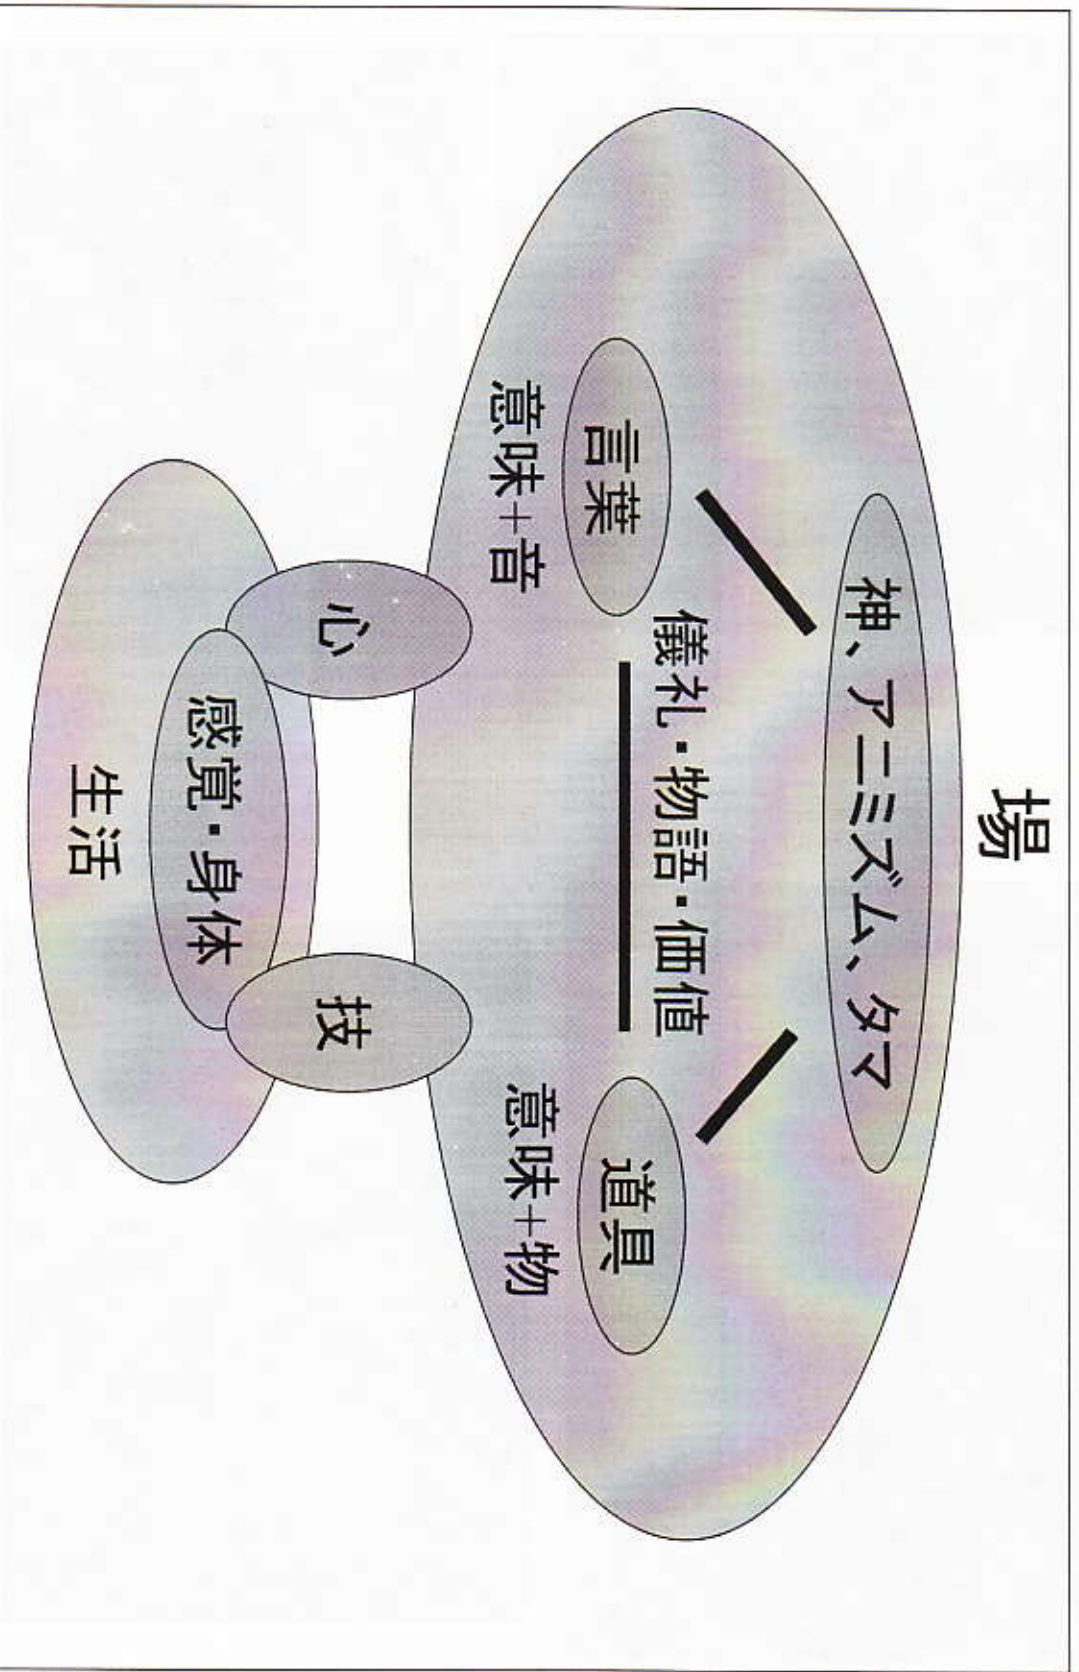 場
神、アニミズム、タマ
儀礼・物語・価値
言葉
道具
意味+音
意味+物
心
技
感覚・身体
生活